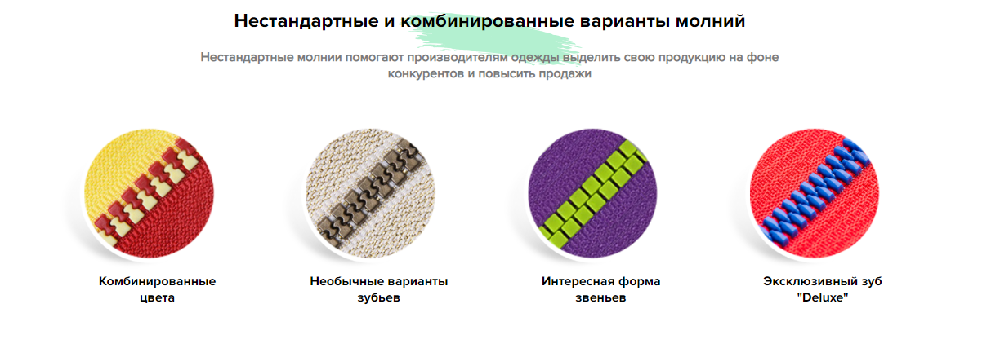 Нестандартные и комбинированные варианты молний
Нестандартные молнии помогают производителям одежды выделить свою продукцию на фоне
конкурентов и повысить продажи
Комбинированные
цвета
Необычные варианты
зубьев
Интересная форма
звеньев
Эксклюзивный зуб
"Deluxe"